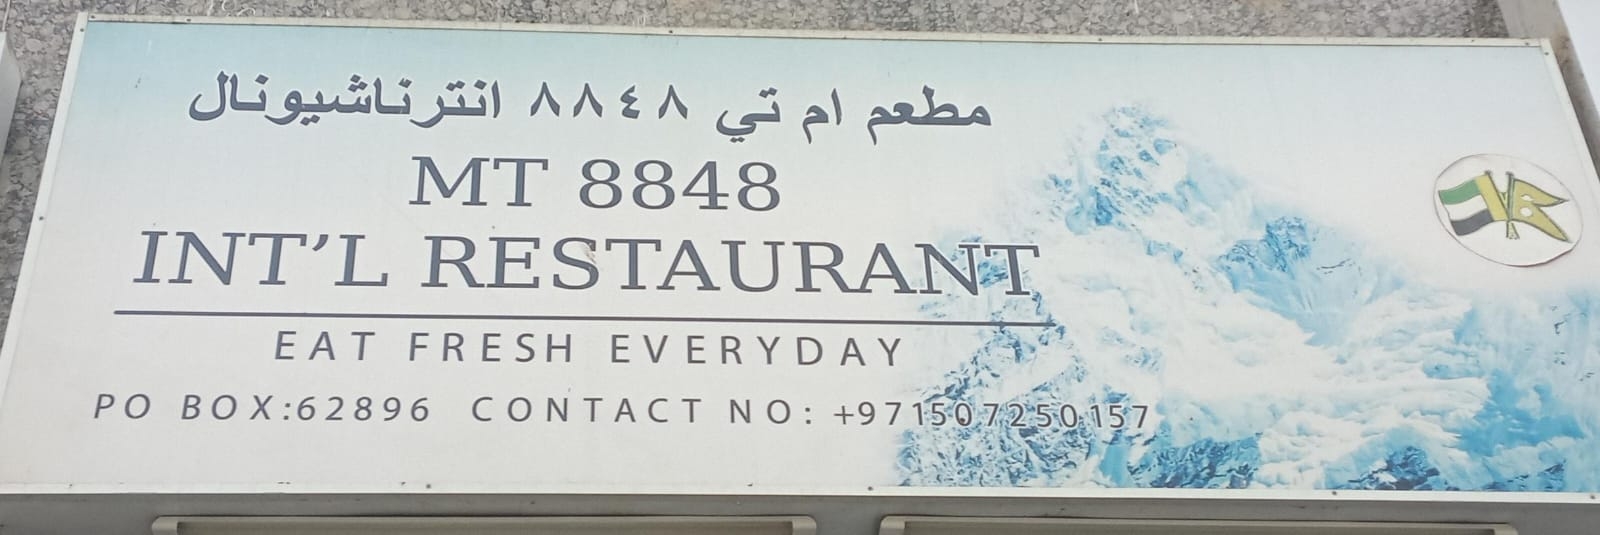 مطعم ام تي ٨٨٤٨ انترناشيونال
MT 8848
INT’L RESTAURANT
EAT FRESH EVERYDAY
PO BOX:62896 CONTACT NO: +971507250157